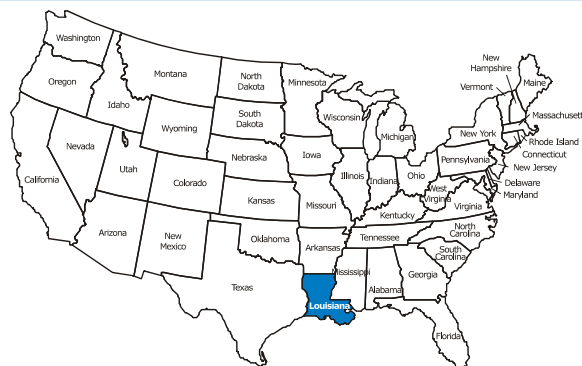 Washington
Oregon
Idaho
Montana
North
Dakota
Minnesota
South
Dakota
Wyoming
Wisconsin
Michigan
New
Hampshire
Vermont
Maine
Massachusett
New York
Rhode Island
Connecticut
New Jersey
Pennsylvania
Delaware
Maryland
Nevada
Utah
California
Colorado
Nebraska
Iowa
Illinois
Indiana
Ohio
West
Virginia
Virginia
Kansas
Missouri
Kentucky
Arizona
New
Mexico
Oklahoma
Arkansas
Tennessee
North
Carolina
South
Carolina
Texas
Louisiana
Mississippi
Alabama
Georgia
Florida